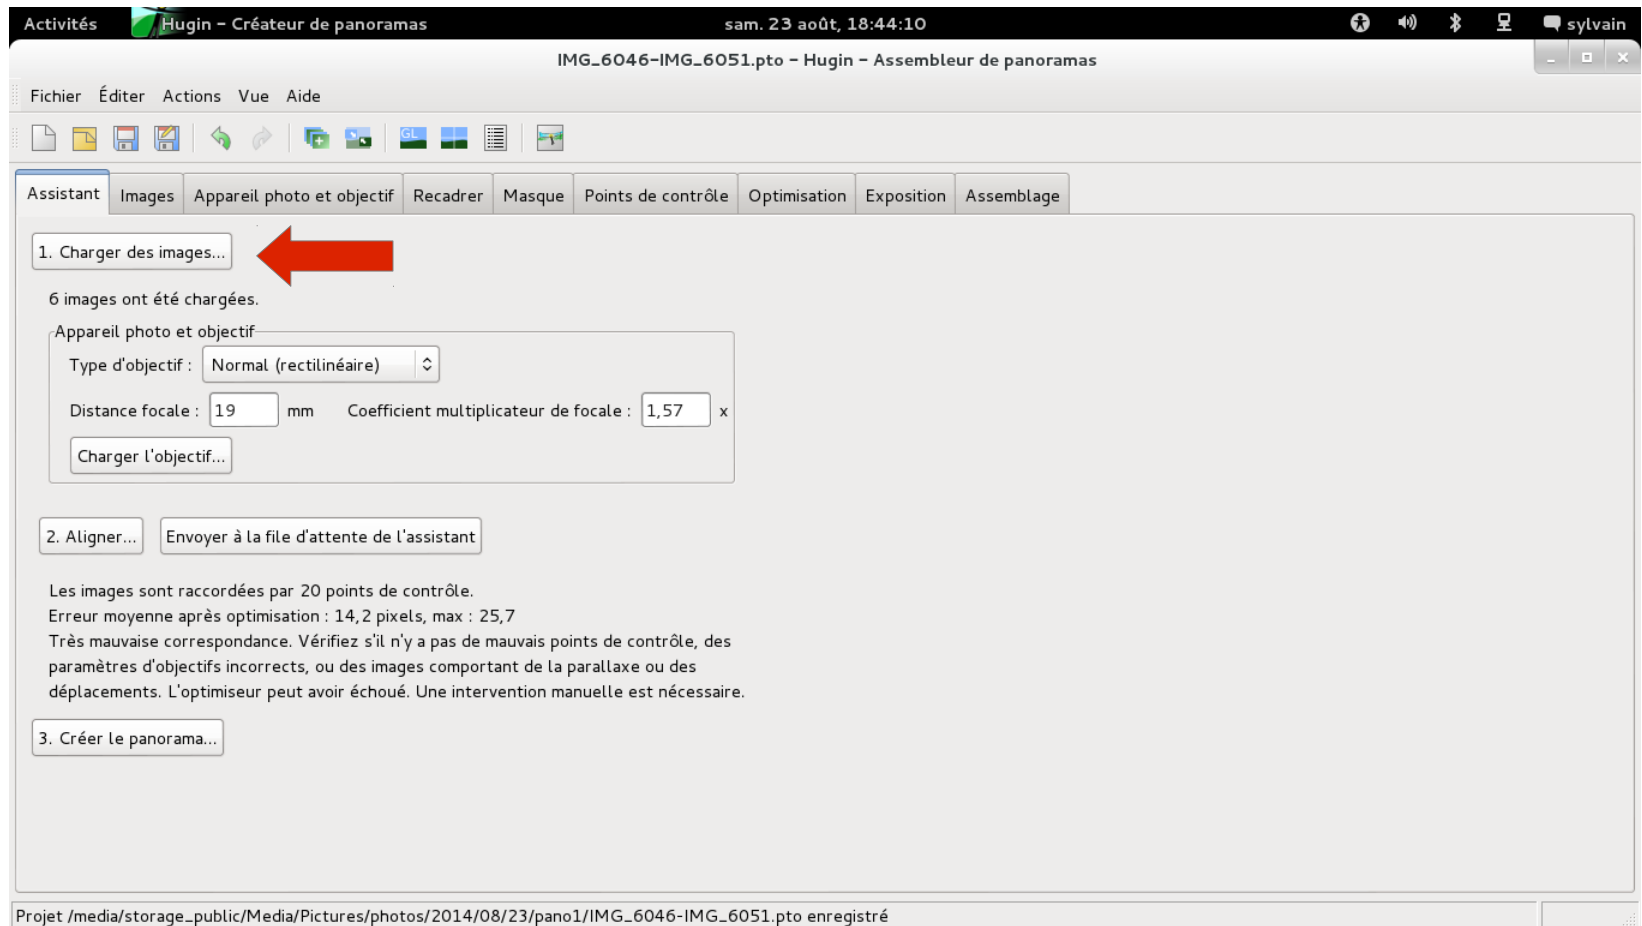 Activités Hugin – Créateur de panoramas sam. 23 août, 18:44:10 sylvain
IMG_6046-IMG_6051.pto – Hugin – Assembleur de panoramas
Fichier Éditer Actions Vue Aide
GL
Assistant Images Appareil photo et objectif Recadrer Masque Points de contrôle Optimisation Exposition Assemblage
1. Charger des images...
6 images ont été chargées.
Appareil photo et objectif
Type d'objectif : Normal (rectilinéaire)
Distance focale : 19 mm Coefficient multiplicateur de focale : 1,57 x
Charger l'objectif...
2. Aligner... Envoyer à la file d'attente de l'assistant
Les images sont raccordées par 20 points de contrôle.
Erreur moyenne après optimisation : 14,2 pixels, max : 25,7
Très mauvaise correspondance. Vérifiez s'il n'y a pas de mauvais points de contrôle, des
paramètres d'objectifs incorrects, ou des images comportant de la parallaxe ou des
déplacements. L'optimiseur peut avoir échoué. Une intervention manuelle est nécessaire.
3. Créer le panorama...
Projet /media/storage_public/Media/Pictures/photos/2014/08/23/pano1/IMG_6046-IMG_6051.pto enregistré